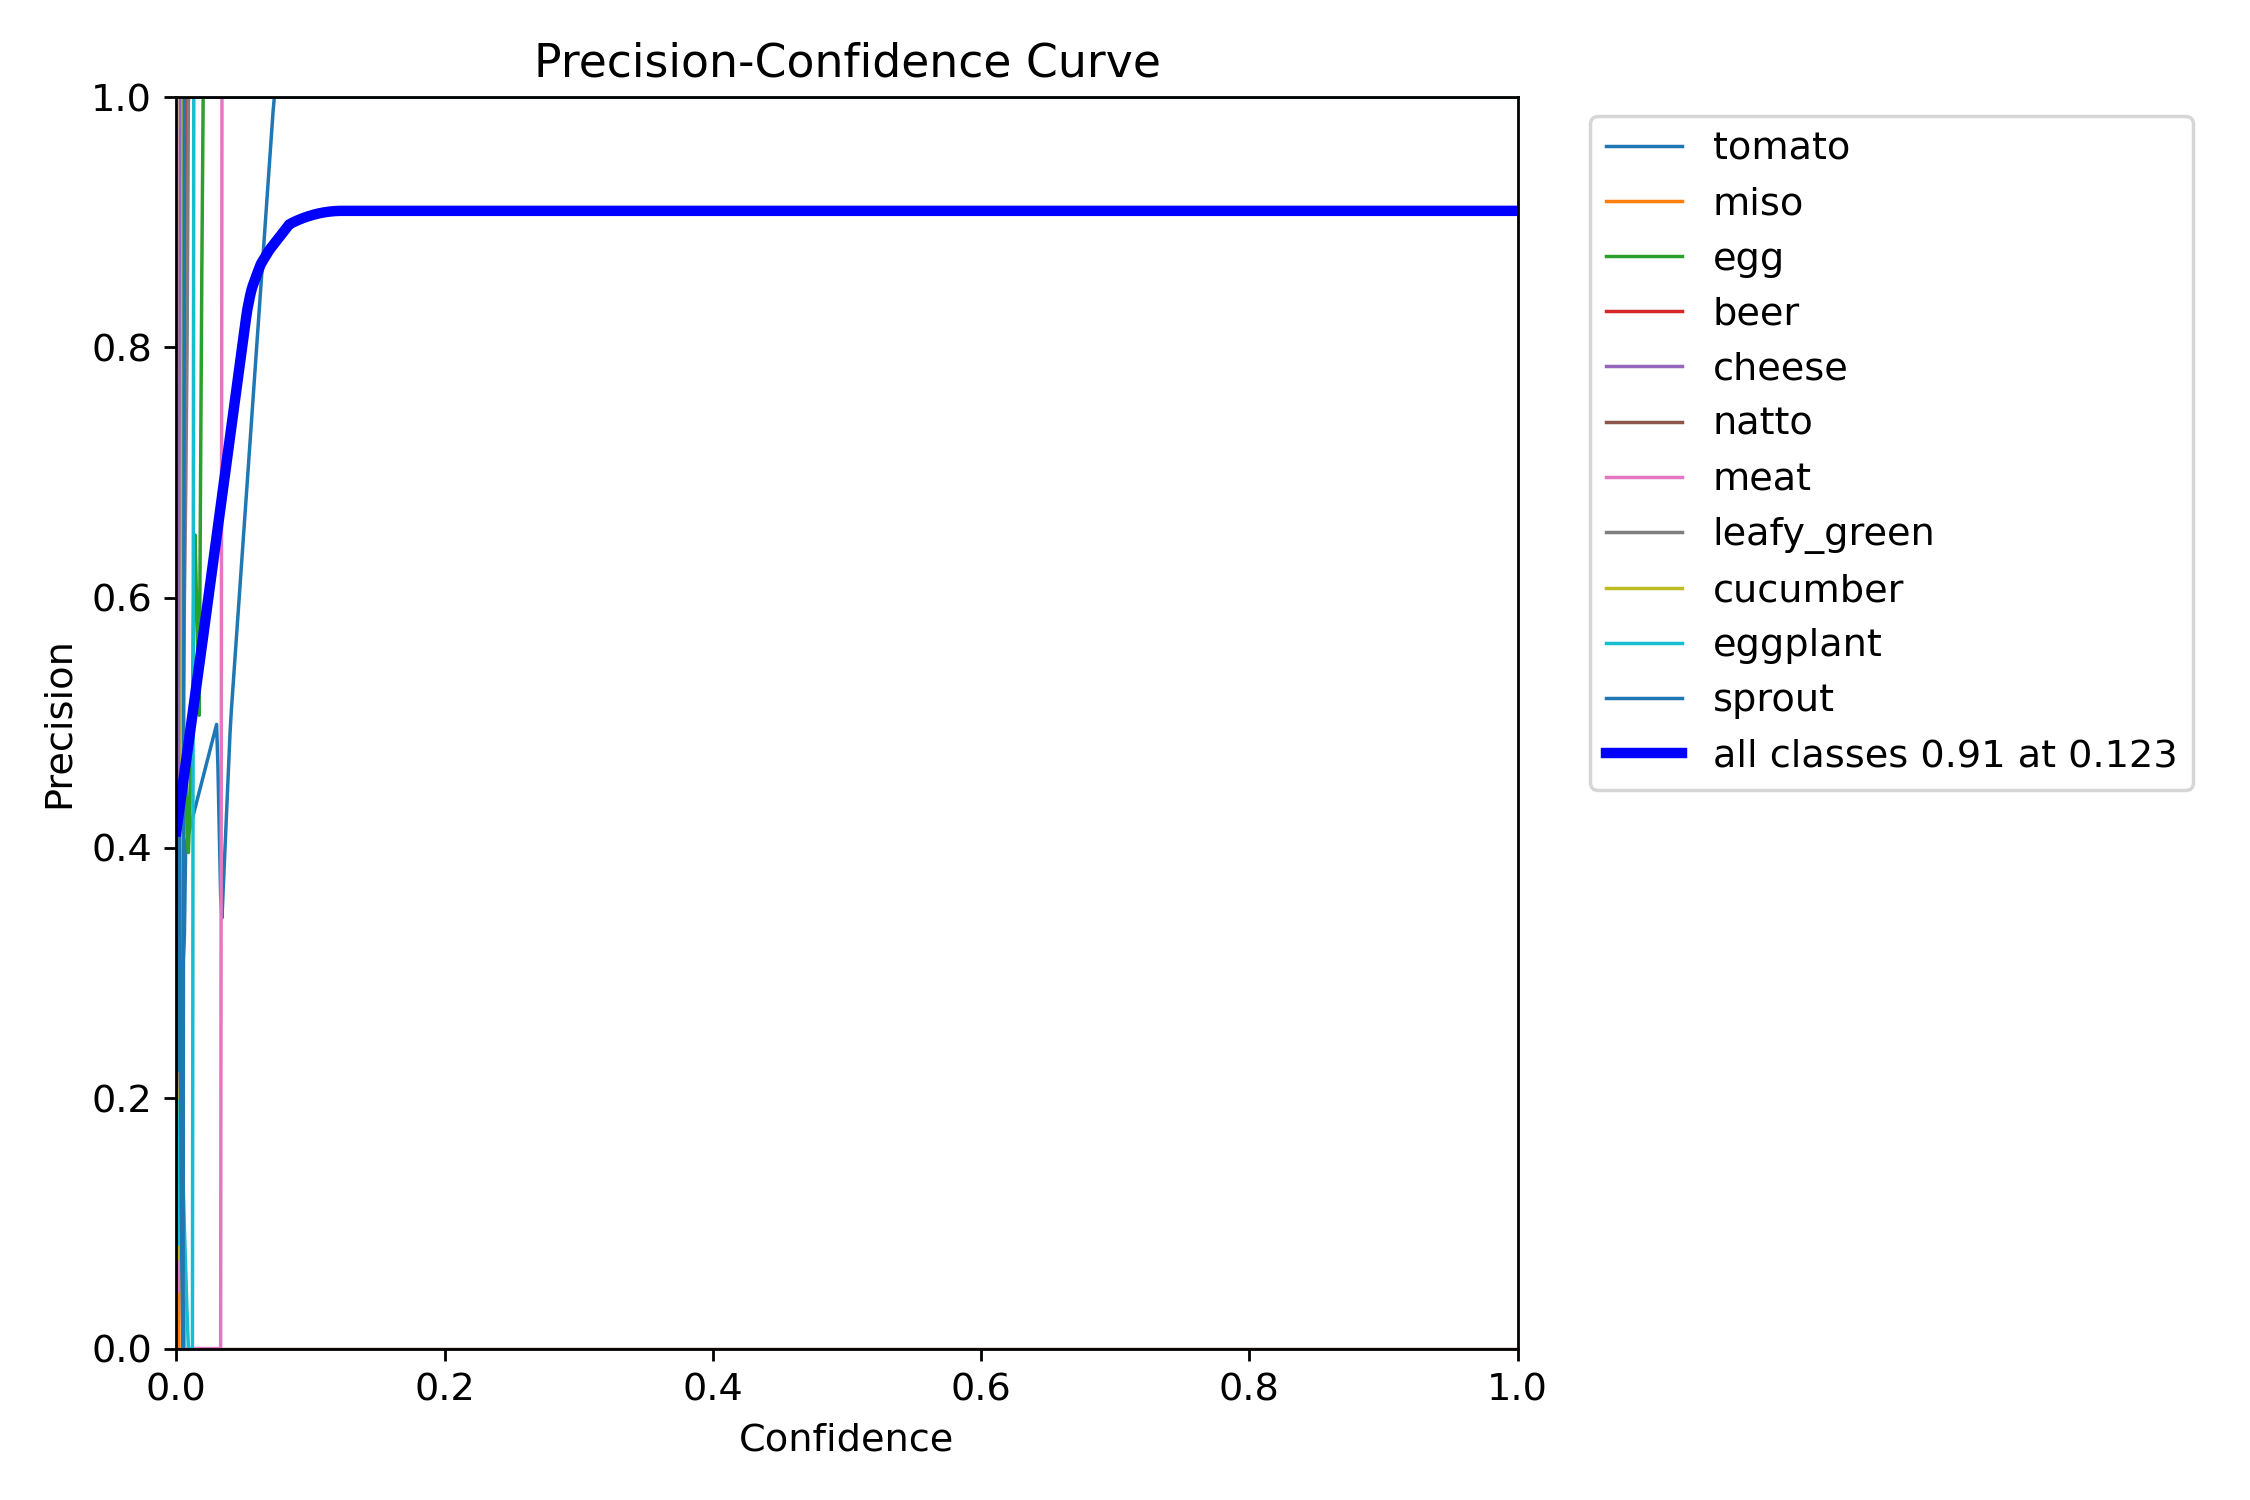 Precision-Confidence Curve
1.0
0.8
0.6
0.4
0.2
0.0
Precision
0.0 0.2 0.4 0.6 0.8 1.0
Confidence
tomato
miso
egg
beer
cheese
natto
meat
leafy_green
cucumber
eggplant
sprout
all classes 0.91 at 0.123